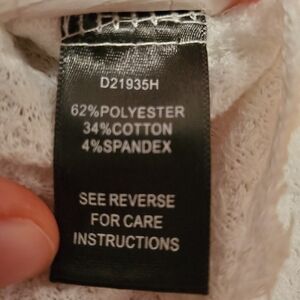 D21935H
62%POLYESTER
34%COTTON
4%SPANDEX
SEE REVERSE
FOR CARE
INSTRUCTIONS